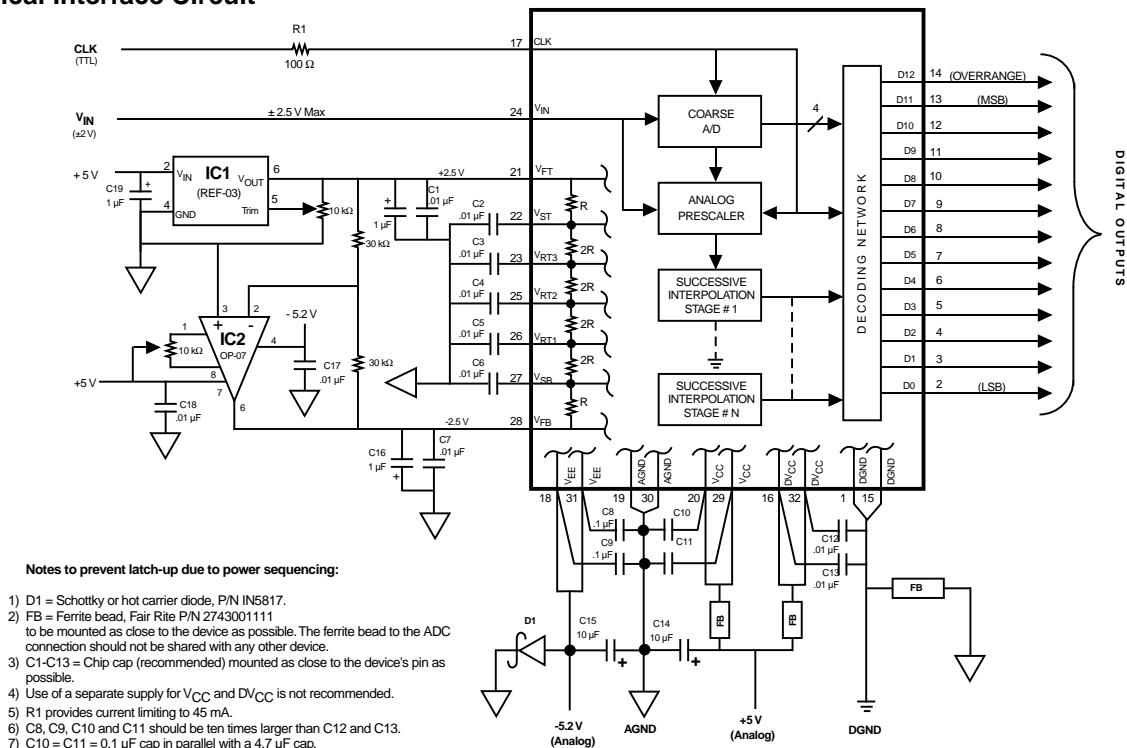 ical Interface Circuit
CLK
(TTL)
R1
100 Ω
17
CLK
VIN
(±2 V)
± 2.5 V Max
24
VIN
COARSE
A/D
4
+ 5 V
2
VIN
IC1
(REF-03)
VOUT
6
Trim
5
4
GND
C19
1 µF
+
10 kΩ
30 kΩ
+2.5 V
21
VFT
+
1 µF
C1
.01 µF
C2
.01 µF
22
VST
C3
.01 µF
23
VRT3
C4
.01 µF
25
VRT2
C5
.01 µF
26
VRT1
C6
.01 µF
27
VSB
-2.5 V
28
VFB
R
2R
2R
2R
2R
R
ANALOG
PRESCALER
SUCCESSIVE
INTERPOLATION
STAGE # 1
SUCCESSIVE
INTERPOLATION
STAGE # N
DECODING NETWORK
D12 14 (OVERRANGE)
D11 13 (MSB)
D10 12
D9 11
D8 10
D7 9
D6 8
D5 7
D4 6
D3 5
D2 4
D1 3
D0 2 (LSB)
DIGITAL OUTPUTS
3
2
+
-
IC2
OP-07
1
10 kΩ
8
7
6
4
- 5.2 V
C17
.01 µF
+5 V
C18
.01 µF
30 kΩ
C16
1 µF
+
C7
.01 µF
VEE
VEE
AGND
AGND
VCC
VCC
DVCC
DVCC
DGND
DGND
18
31
19
30
20
29
16
32
1
15
C8
.1 µF
C9
.1 µF
C10
C11
C12
.01 µF
C13
.01 µF
FB
FB
FB
D1
C15
10 µF
+
C14
10 µF
+
-5.2 V
(Analog)
AGND
+5 V
(Analog)
DGND
Notes to prevent latch-up due to power sequencing:
1) D1 = Schottky or hot carrier diode, P/N IN5817.
2) FB = Ferrite bead, Fair Rite P/N 2743001111
to be mounted as close to the device as possible. The ferrite bead to the ADC
connection should not be shared with any other device.
3) C1-C13 = Chip cap (recommended) mounted as close to the device's pin as
possible.
4) Use of a separate supply for VCC and DVCC is not recommended.
5) R1 provides current limiting to 45 mA.
6) C8, C9, C10 and C11 should be ten times larger than C12 and C13.
7) C10 = C11 = 0.1 µF cap in parallel with a 4.7 µF cap.